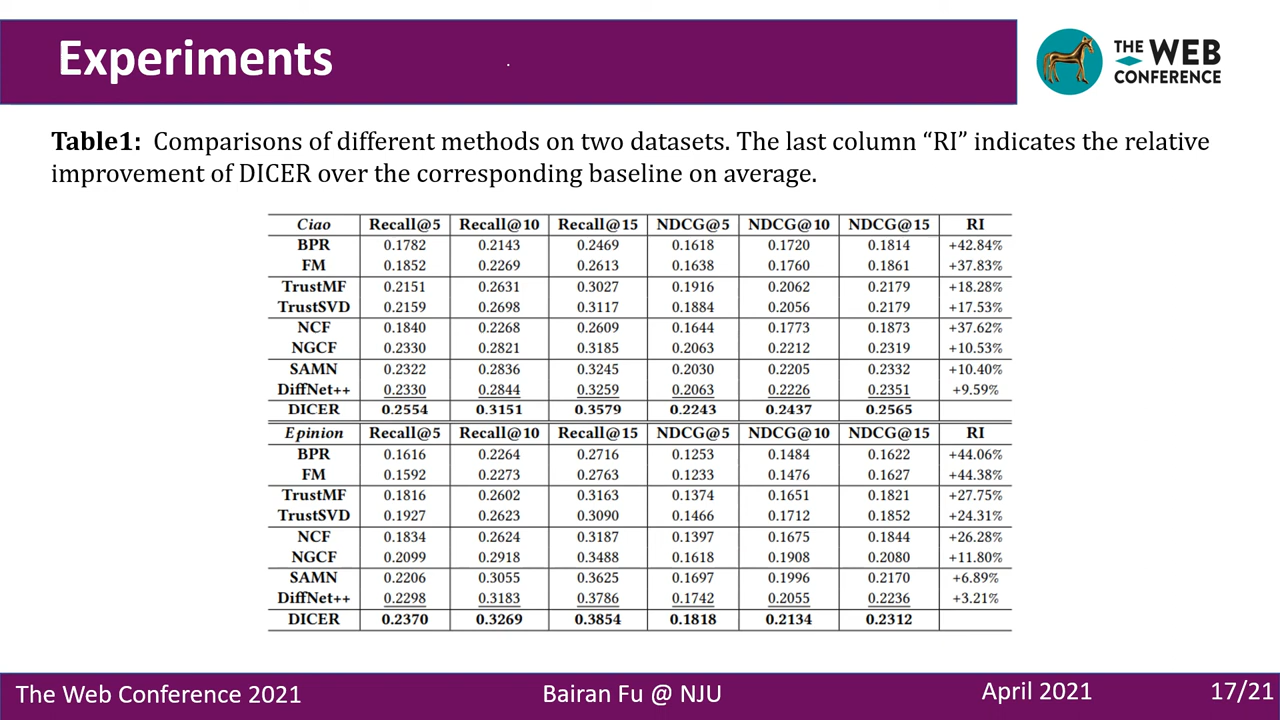 Experiments
THE WEB
CONFERENCE
Table1: Comparisons of different methods on two datasets. The last column “RI” indicates the relative
improvement of DICER over the corresponding baseline on average.
Ciao Recall@5 Recall@10 Recall@15 NDCG@5 NDCG@10 NDCG@15 RI
BPR 0.1782 0.2143 0.2469 0.1618 0.1720 0.1814 +42.84%
FM 0.1852 0.2269 0.2613 0.1638 0.1760 0.1861 +37.83%
TrustMF 0.2151 0.2631 0.3027 0.1916 0.2062 0.2179 +18.28%
TrustSVD 0.2159 0.2698 0.3117 0.1884 0.2056 0.2179 +17.53%
NCF 0.1840 0.2268 0.2609 0.1644 0.1773 0.1873 +37.62%
NGCF 0.2330 0.2821 0.3185 0.2063 0.2212 0.2319 +10.53%
SAMN 0.2322 0.2836 0.3245 0.2030 0.2205 0.2332 +10.40%
DiffNet++ 0.2330 0.2844 0.3259 0.2063 0.2226 0.2351 +9.59%
DICER 0.2554 0.3151 0.3579 0.2243 0.2437 0.2565
Epinion Recall@5 Recall@10 Recall@15 NDCG@5 NDCG@10 NDCG@15 RI
BPR 0.1616 0.2264 0.2716 0.1253 0.1484 0.1622 +44.06%
FM 0.1592 0.2273 0.2763 0.1233 0.1476 0.1627 +44.38%
TrustMF 0.1816 0.2602 0.3163 0.1374 0.1651 0.1821 +27.75%
TrustSVD 0.1927 0.2623 0.3090 0.1466 0.1712 0.1852 +24.31%
NCF 0.1834 0.2624 0.3187 0.1397 0.1675 0.1844 +26.28%
NGCF 0.2099 0.2918 0.3488 0.1618 0.1908 0.2080 +11.80%
SAMN 0.2206 0.3055 0.3625 0.1697 0.1996 0.2170 +6.89%
DiffNet++ 0.2298 0.3183 0.3786 0.1742 0.2055 0.2236 +3.21%
DICER 0.2370 0.3269 0.3854 0.1818 0.2134 0.2312
The Web Conference 2021 Bairan Fu @ NJU April 2021 17/21